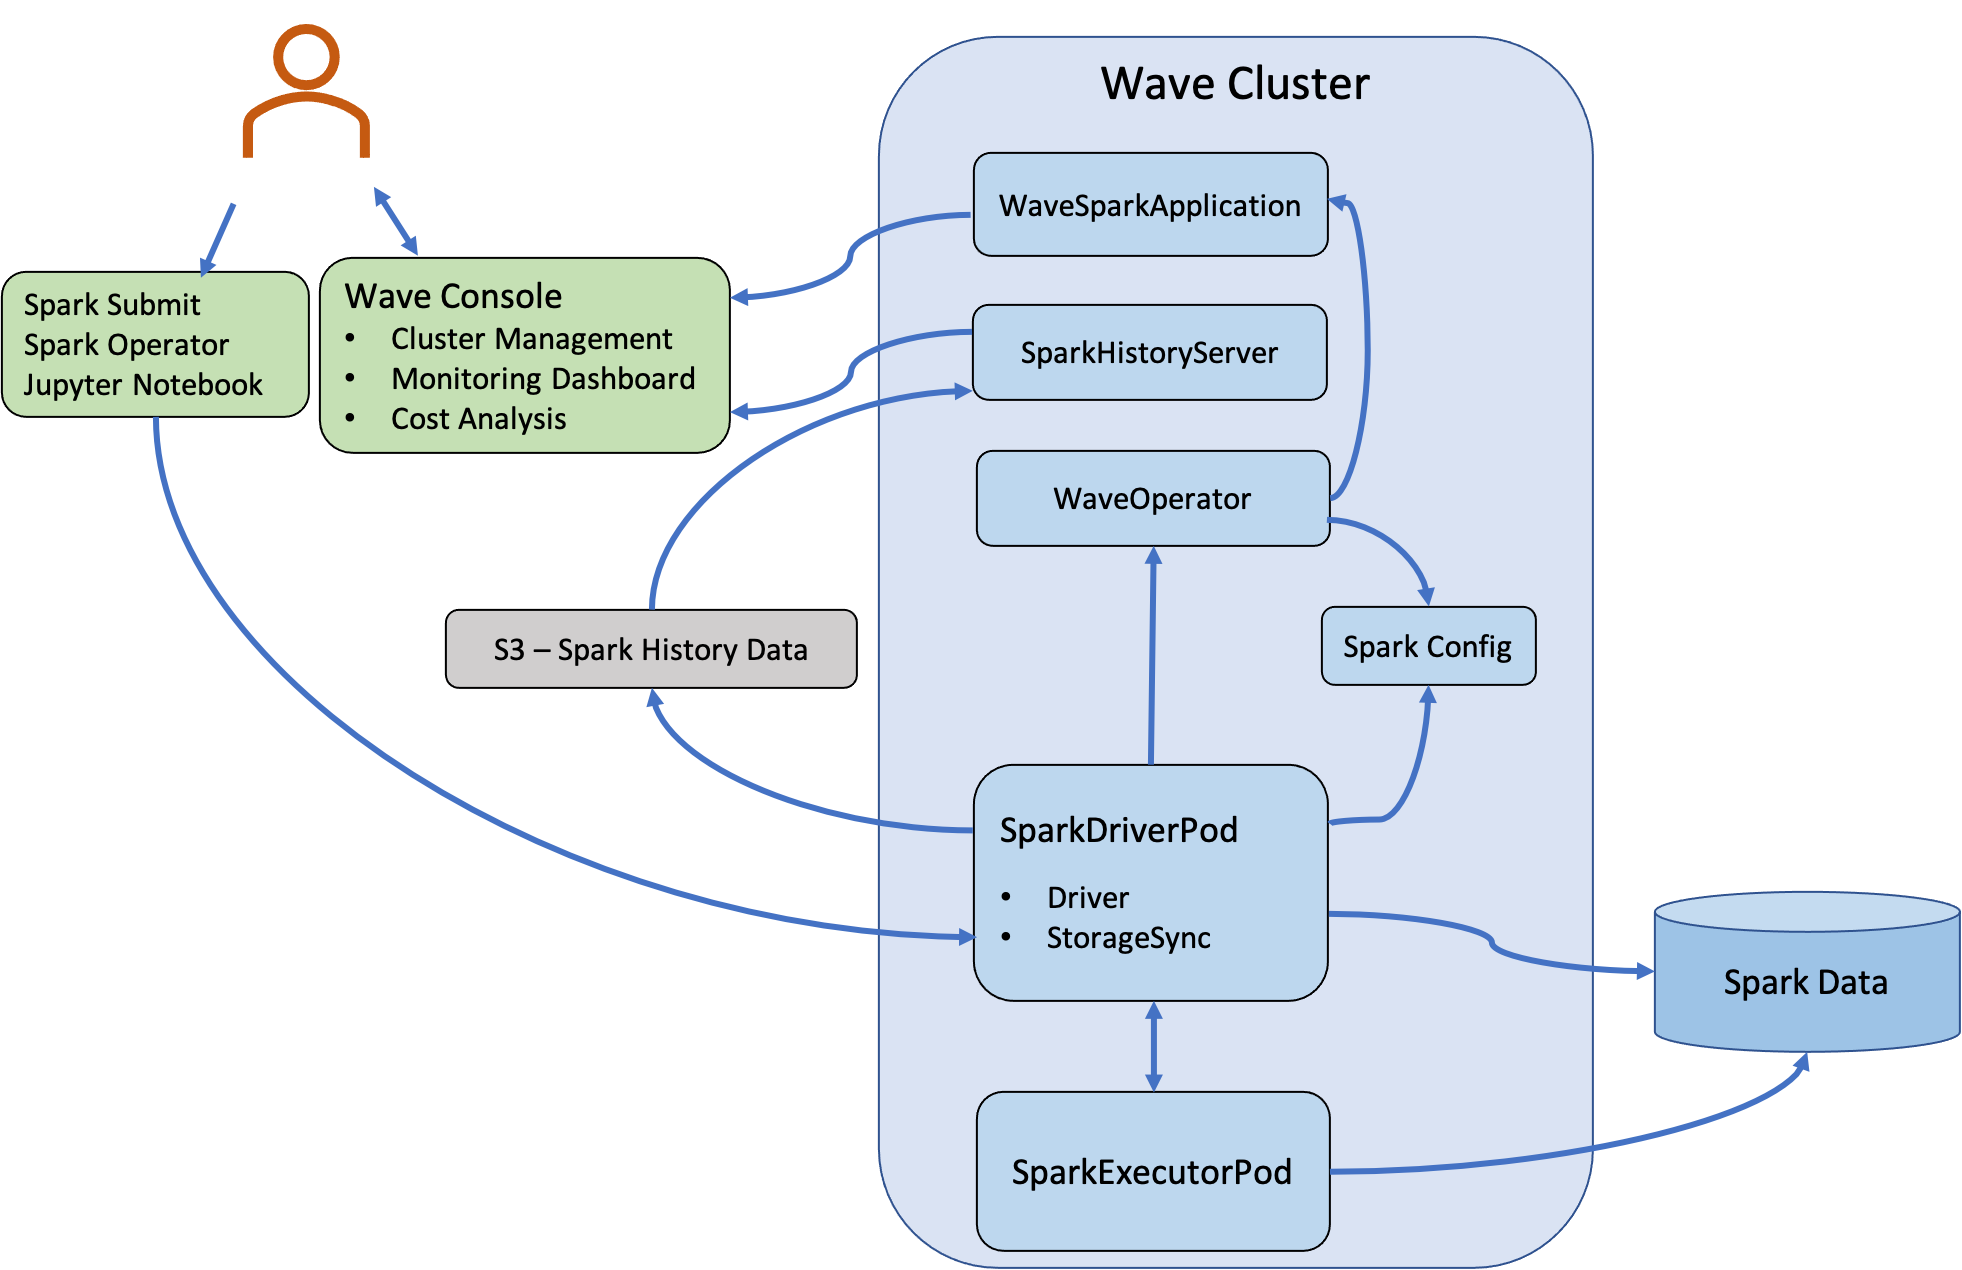 Wave Cluster
WaveSparkApplication
Spark Submit
Spark Operator
Jupyter Notebook
Wave Console
• Cluster Management
• Monitoring Dashboard
• Cost Analysis
SparkHistoryServer
WaveOperator
S3 – Spark History Data
Spark Config
SparkDriverPod
• Driver
• StorageSync
Spark Data
SparkExecutorPod